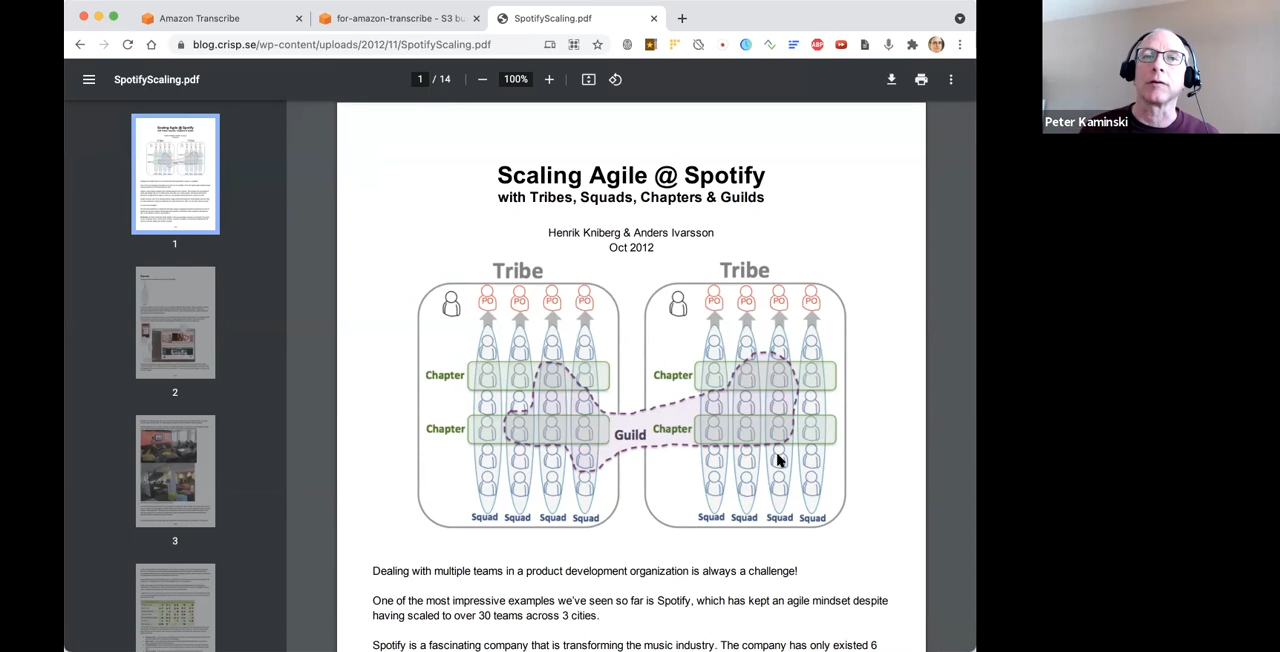 Amazon Transcribe
for-amazon-transcribe - S3 bu
SpotifyScaling.pdf
blog.crisp.se/wp-content/uploads/2012/11/SpotifyScaling.pdf
ABP
SpotifyScaling.pdf
1 / 14
100%
Peter Kaminski
1
2
3
Scaling Agile @ Spotify
with Tribes, Squads, Chapters & Guilds
Henrik Kniberg & Anders Ivarsson
Oct 2012
Tribe Tribe
PO PO PO PO PO PO PO PO
Chapter Chapter
Chapter Guild Chapter
Squad Squad Squad Squad Squad Squad Squad Squad
Dealing with multiple teams in a product development organization is always a challenge!
One of the most impressive examples we've seen so far is Spotify, which has kept an agile mindset despite
having scaled to over 30 teams across 3 cities.
Spotify is a fascinating company that is transforming the music industry. The company has only existed 6